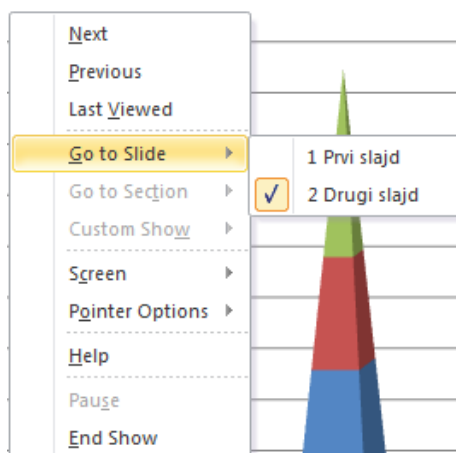 Next
Previous
Last Viewed
Go to Slide
1 Prvi slajd
2 Drugi slajd
Go to Section
Custom Show
Screen
Pointer Options
Help
Pause
End Show